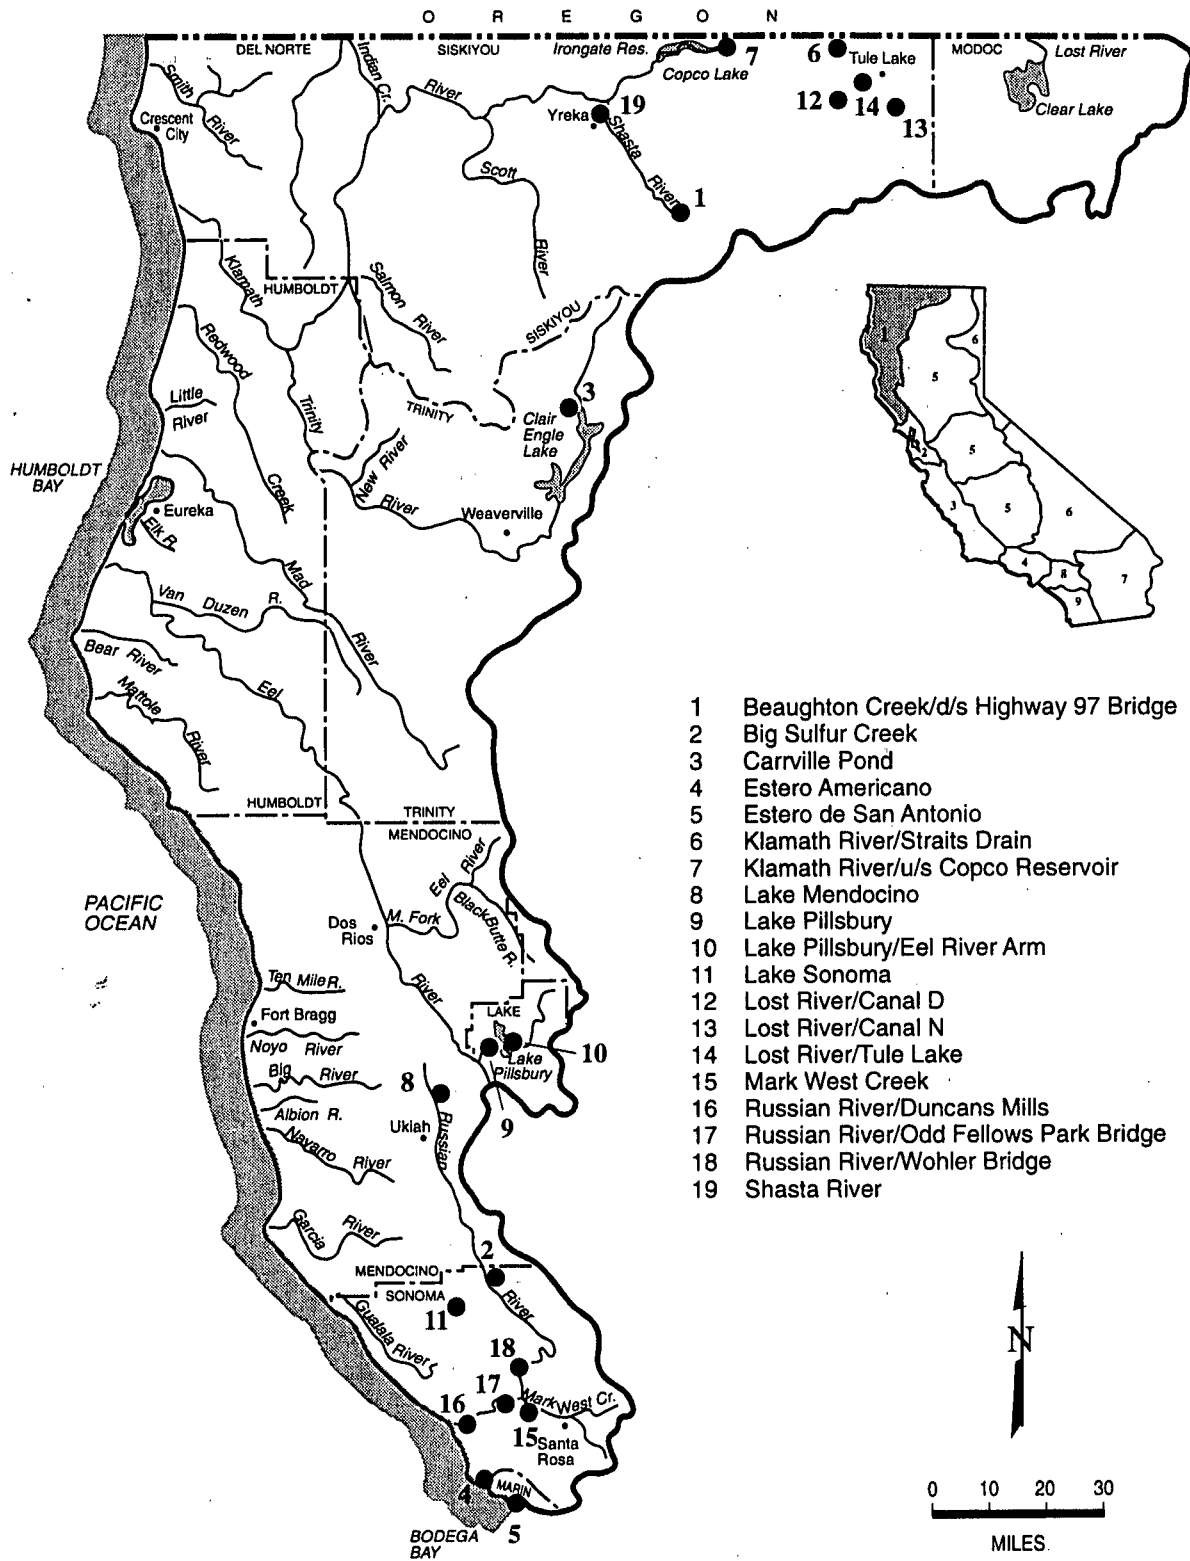 O R E G O N
DEL NORTE
SISKIYOU
Irongate Res.
Copco Lake
7
6
Tule Lake
MODOC
Lost River
Clear Lake
12
14
13
Smith
River
Crescent
City
Indian Cr.
River
Yreka
19
Shasta
River
1
Scott
River
Klamath
HUMBOLDT
Salmon
River
SISKIYOU
Redwood
Creek
Little
River
Trinity
TRINITY
3
Clair
Engle
Lake
New River
River
Weaverville
HUMBOLDT
BAY
Eureka
Elk R.
Mad
River
Van Duzen R.
Bear River
Eel
Mattole
River
HUMBOLDT
TRINITY
MENDOCINO
1
6
5
5
2
3
5
6
4
8
7
9
1 Beaughton Creek/d/s Highway 97 Bridge
2 Big Sulfur Creek
3 Carrville Pond
4 Estero Americano
5 Estero de San Antonio
6 Klamath River/Straits Drain
7 Klamath River/u/s Copco Reservoir
8 Lake Mendocino
9 Lake Pillsbury
10 Lake Pillsbury/Eel River Arm
11 Lake Sonoma
12 Lost River/Canal D
13 Lost River/Canal N
14 Lost River/Tule Lake
15 Mark West Creek
16 Russian River/Duncans Mills
17 Russian River/Odd Fellows Park Bridge
18 Russian River/Wohler Bridge
19 Shasta River
PACIFIC
OCEAN
Dos
Rios
M. Fork
Eel River
BlackButte R.
River
Ten Mile R.
Fort Bragg
Noyo River
Big River
Albion R.
Navarro River
LAKE
Lake
Pillsbury
10
9
8
Ukiah
Russian
River
Garcia River
MENDOCINO
SONOMA
2
11
Gualala River
18
17
16
Mark West Cr.
15
Santa
Rosa
4
MARIN
5
BODEGA
BAY
N
0 10 20 30
MILES